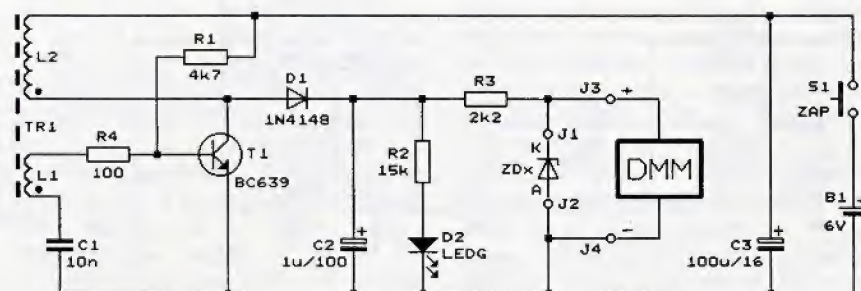 L2
R1
4k7
D1
1N4148
R3
2k2
J3
+
S1
ZAP
TR1
R4
100
T1
BC639
J1
K
ZDx
A
J2
R2
15k
DMM
L1
B1
6V
+
C1
10n
C2
1u/100
+
D2
LEDG
J4
−
C3
100u/16
+